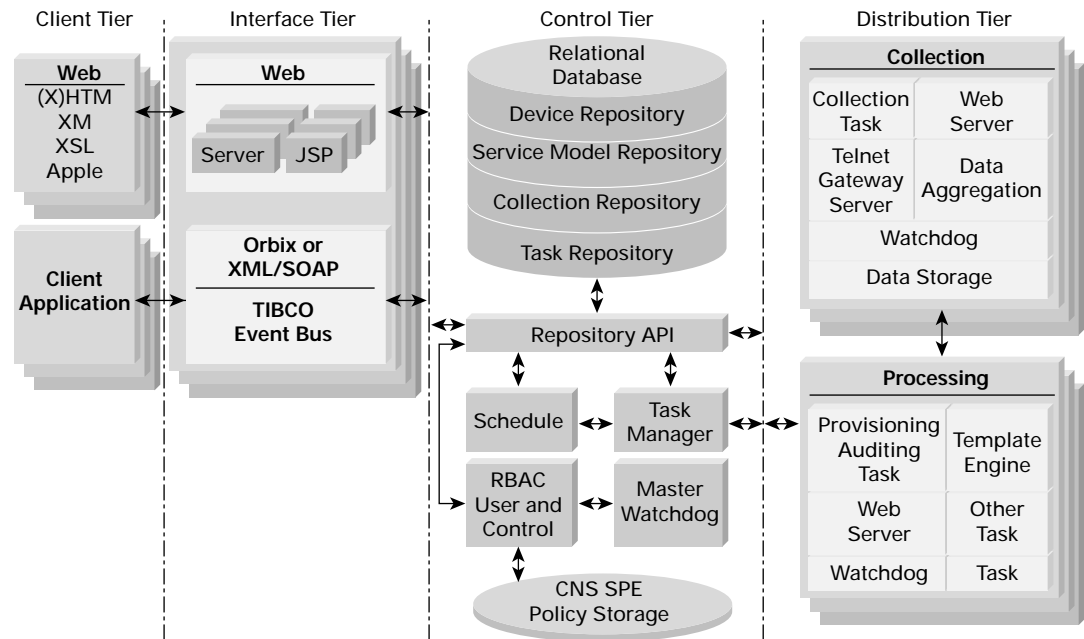 Client Tier
Interface Tier
Control Tier
Distribution Tier
Web
(X)HTM
XM
XSL
Apple
Client
Application
Web
Server
JSP
Orbix or
XML/SOAP
TIBCO
Event Bus
Relational
Database
Device Repository
Service Model Repository
Collection Repository
Task Repository
Repository API
Schedule
Task
Manager
RBAC
User and
Control
Master
Watchdog
CNS SPE
Policy Storage
Collection
Collection
Task
Web
Server
Telnet
Gateway
Server
Data
Aggregation
Watchdog
Data Storage
Processing
Provisioning
Auditing
Task
Template
Engine
Web
Server
Other
Task
Watchdog
Task